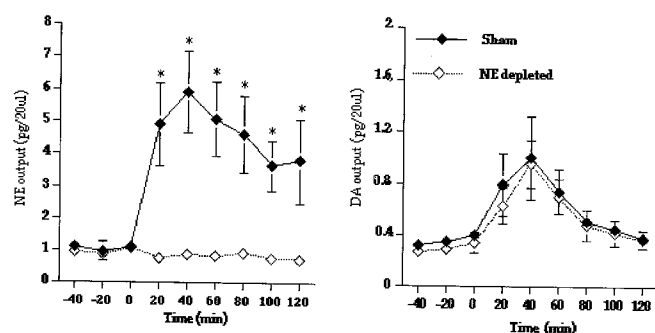 NE output (pg/20ul)
8
7
6
5
4
3
2
1
0
* * * * * *
-40 -20 0 20 40 60 80 100 120
Time (min)
DA output (pg/20ul)
2
1.6
1.2
0.8
0.4
0
Sham
NE depleted
-40 -20 0 20 40 60 80 100 120
Time (min)